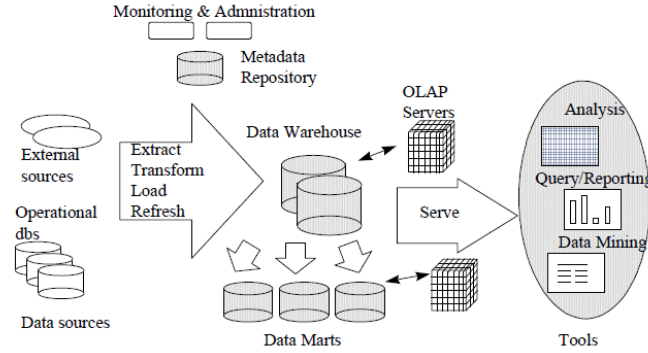 Monitoring & Admnistration
Metadata
Repository
OLAP
Servers
Analysis
Data Warehouse
External
sources
Extract
Transform
Load
Refresh
Query/Reporting
Operational
dbs
Serve
Data Mining
Data sources
Data Marts
Tools